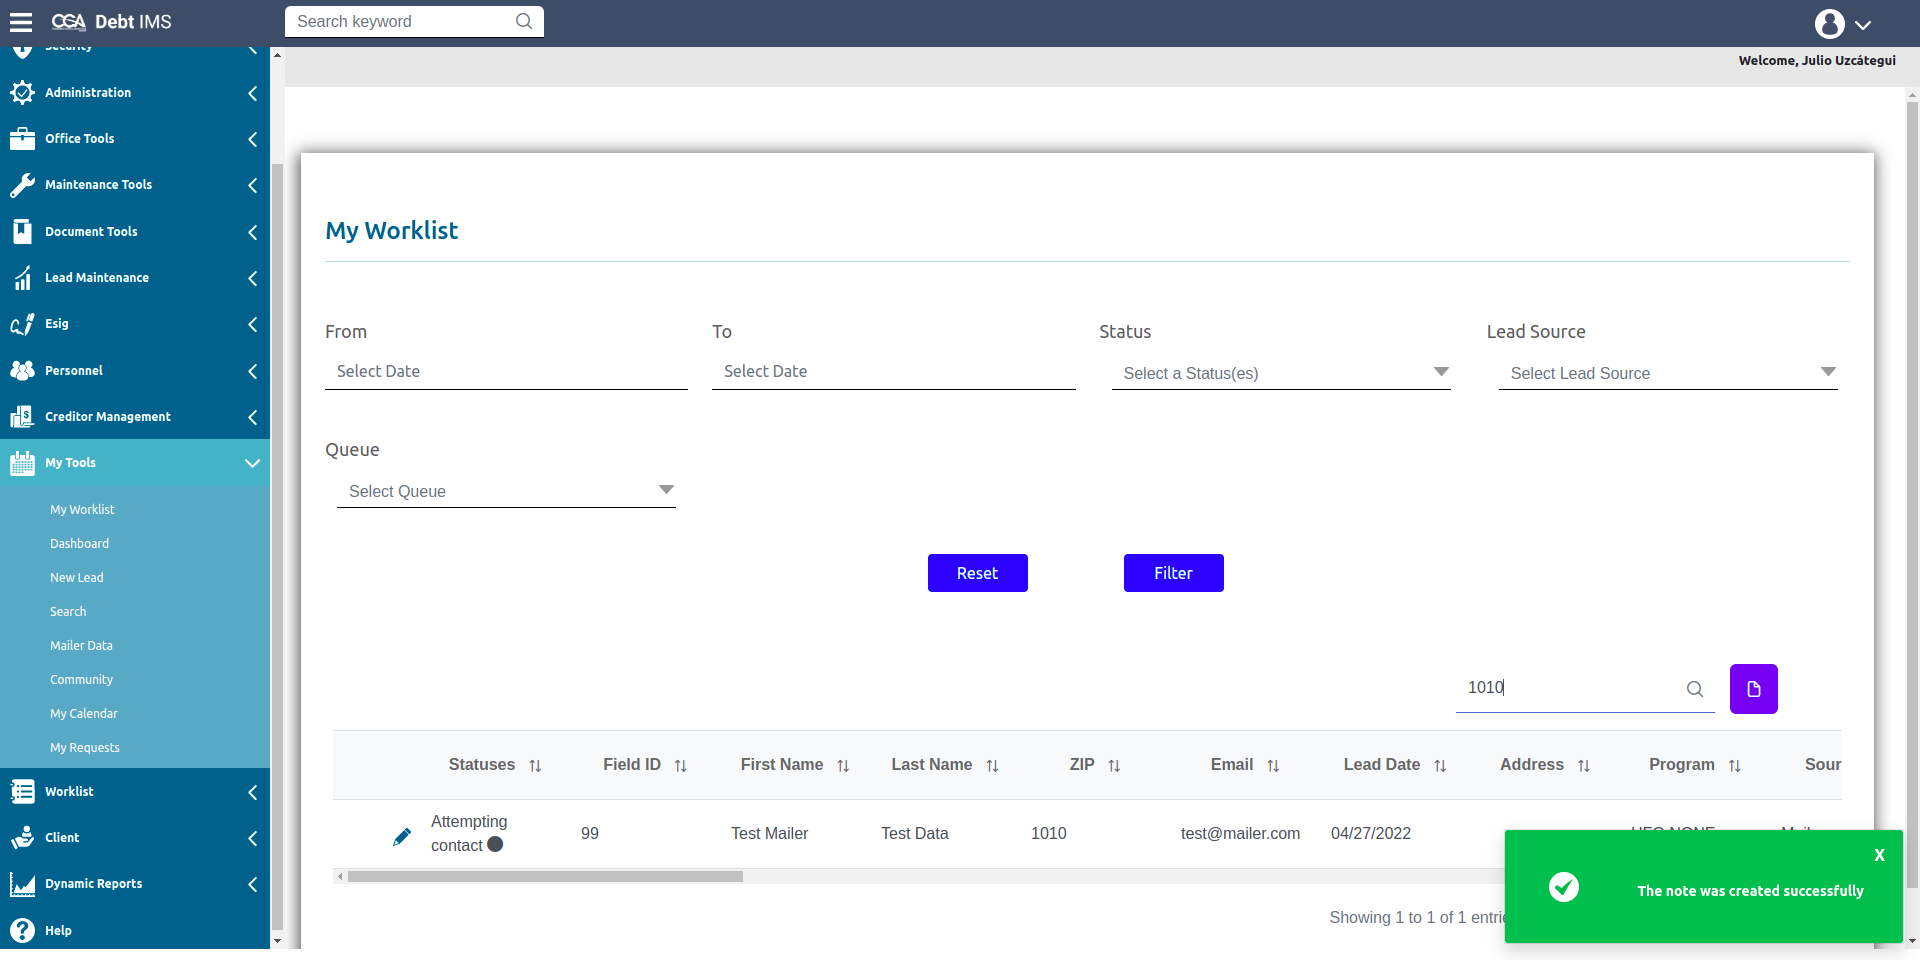 CGA Debt IMS
Search keyword
Welcome, Julio Uzcátegui
Security
Administration
Office Tools
Maintenance Tools
Document Tools
Lead Maintenance
Esig
Personnel
Creditor Management
My Tools
My Worklist
Dashboard
New Lead
Search
Mailer Data
Community
My Calendar
My Requests
Worklist
Client
Dynamic Reports
Help
My Worklist
From To Status Lead Source
Select Date Select Date Select a Status(es) Select Lead Source
Queue
Select Queue
Reset Filter
1010
Statuses Field ID First Name Last Name ZIP Email Lead Date Address Program Sour
Attempting contact 99 Test Mailer Test Data 1010 test@mailer.com 04/27/2022
Showing 1 to 1 of 1 entrie
X
The note was created successfully